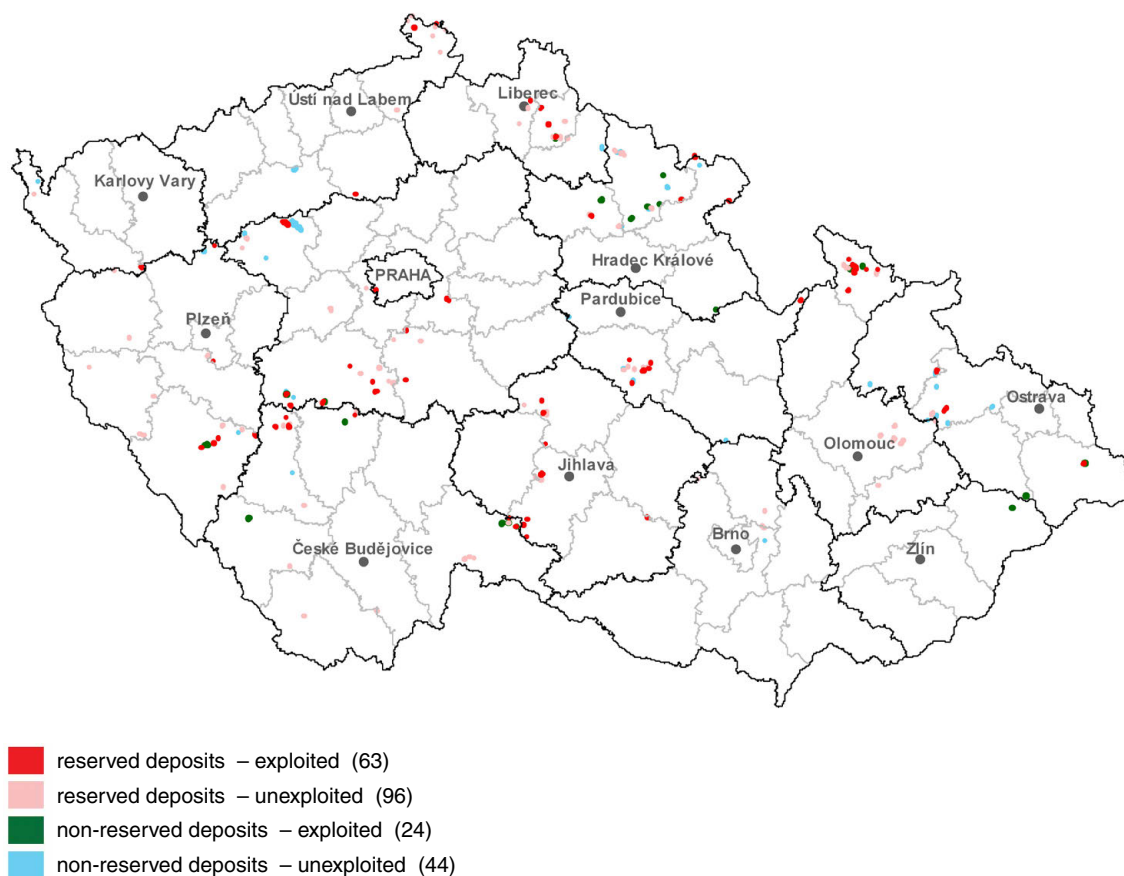 Liberec
Ústí nad Labem
Karlovy Vary
Hradec Králové
PRAHA
Pardubice
Plzeň
Ostrava
Olomouc
Jihlava
Brno
České Budějovice
Zlín
reserved deposits – exploited (63)
reserved deposits – unexploited (96)
non-reserved deposits – exploited (24)
non-reserved deposits – unexploited (44)